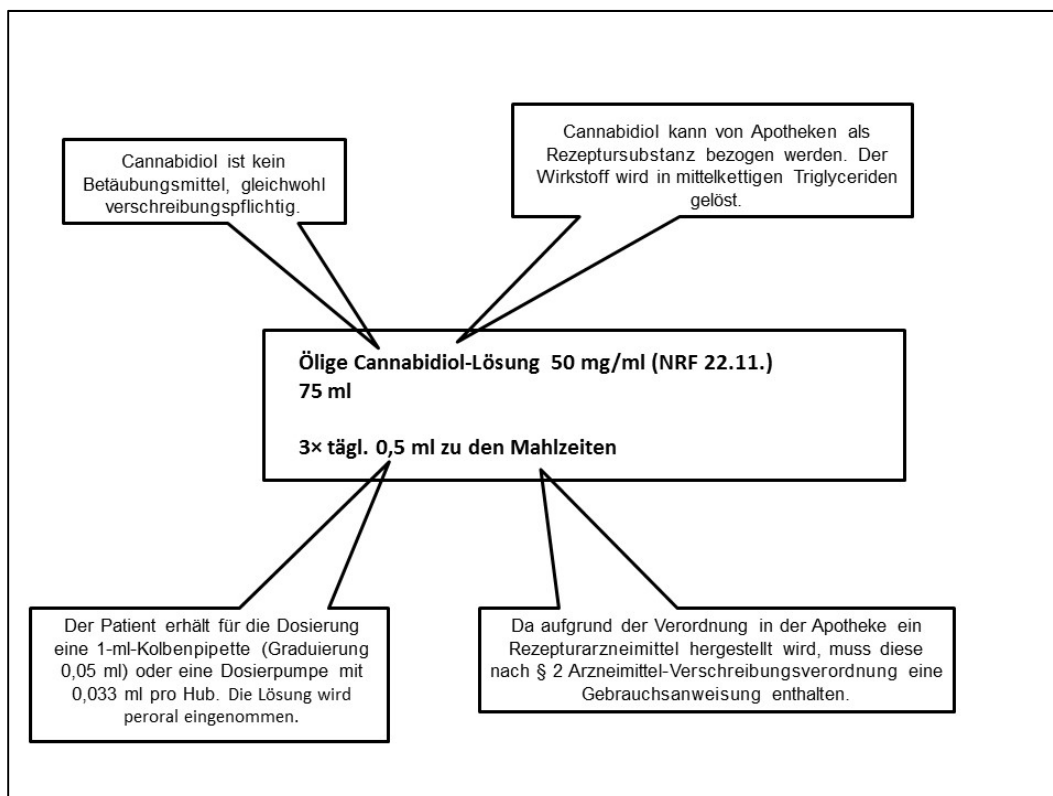 Cannabidiol ist kein
Betäubungsmittel, gleichwohl
verschreibungspflichtig.
Cannabidiol kann von Apotheken als
Rezeptursubstanz bezogen werden. Der
Wirkstoff wird in mittelkettigen Triglyceriden
gelöst.
Ölige Cannabidiol-Lösung 50 mg/ml (NRF 22.11.)
75 ml
3× tägl. 0,5 ml zu den Mahlzeiten
Der Patient erhält für die Dosierung
eine 1-ml-Kolbenpipette (Graduierung
0,05 ml) oder eine Dosierpumpe mit
0,033 ml pro Hub. Die Lösung wird
peroral eingenommen.
Da aufgrund der Verordnung in der Apotheke ein
Rezepturarzneimittel hergestellt wird, muss diese
nach § 2 Arzneimittel-Verschreibungsverordnung eine
Gebrauchsanweisung enthalten.